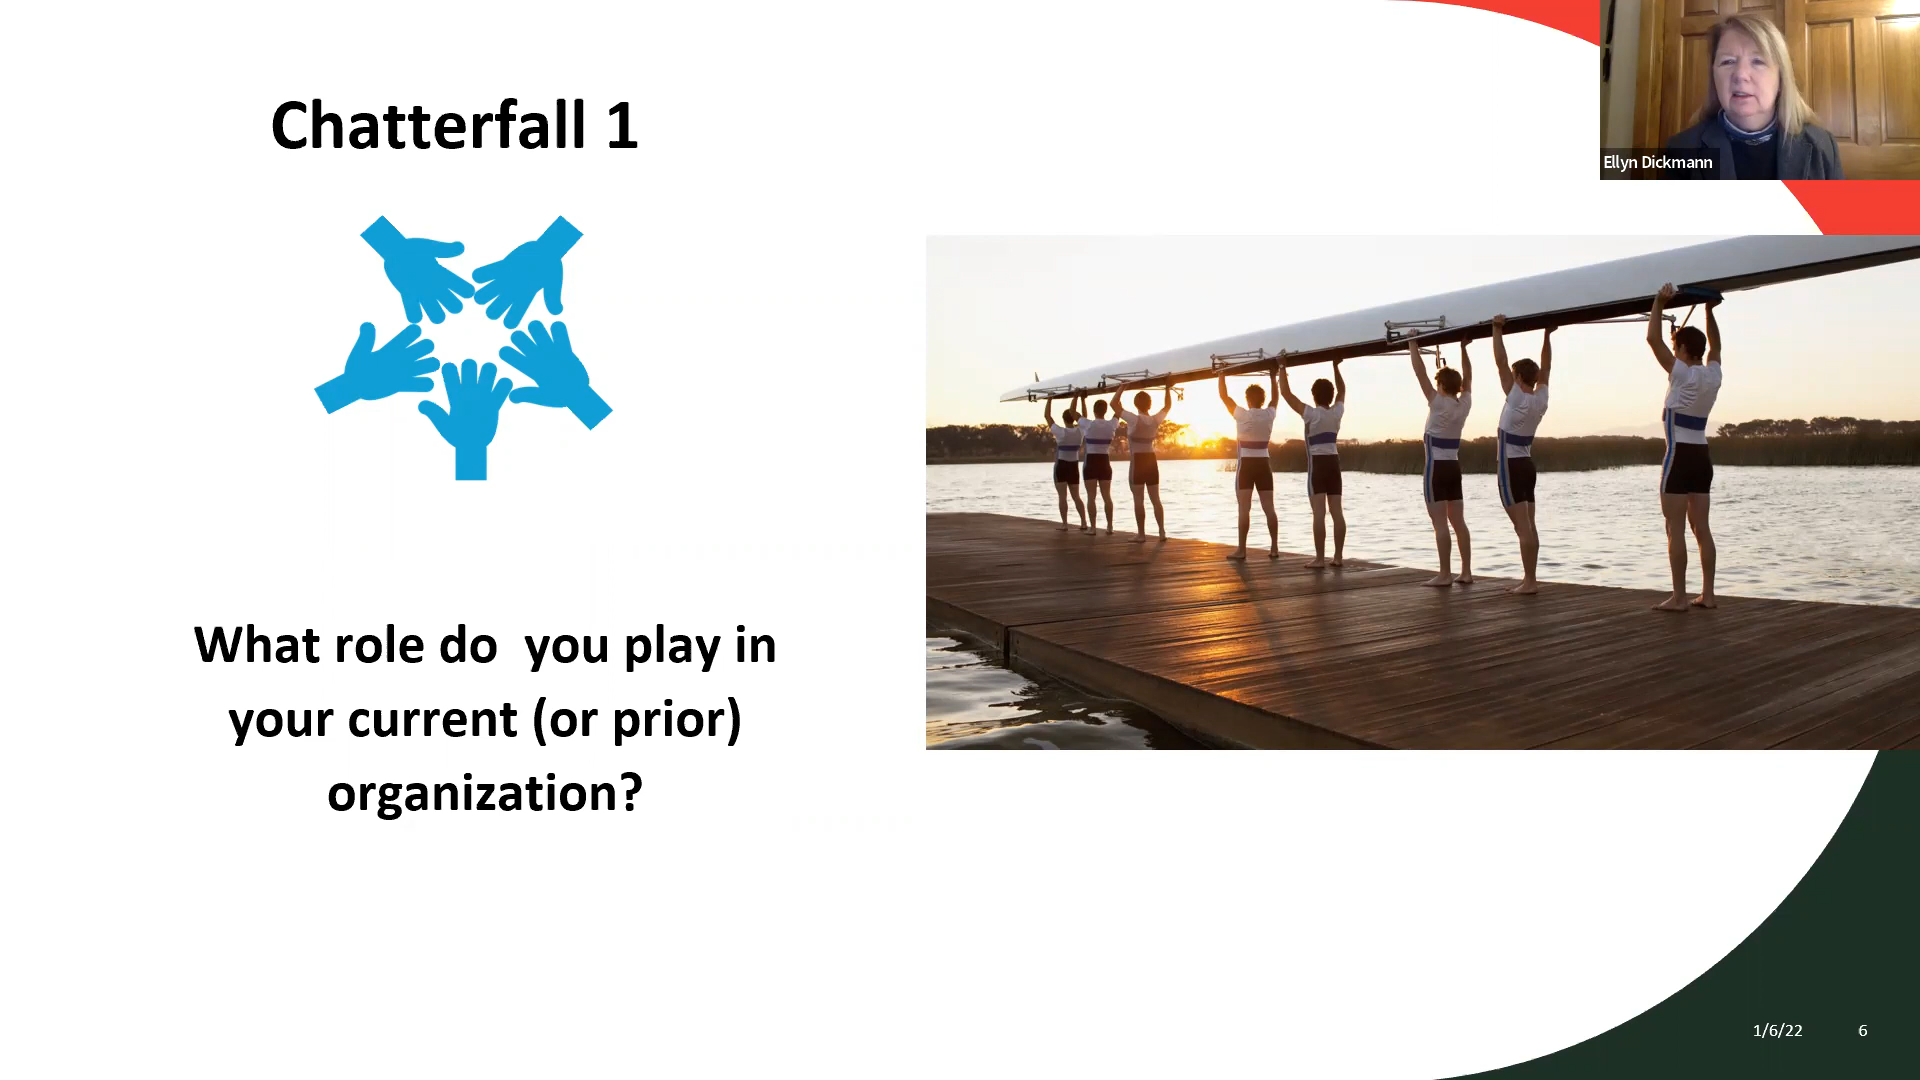 Chatterfall 1
Ellyn Dickmann
What role do  you play in
your current (or prior)
organization?
1/6/22
6